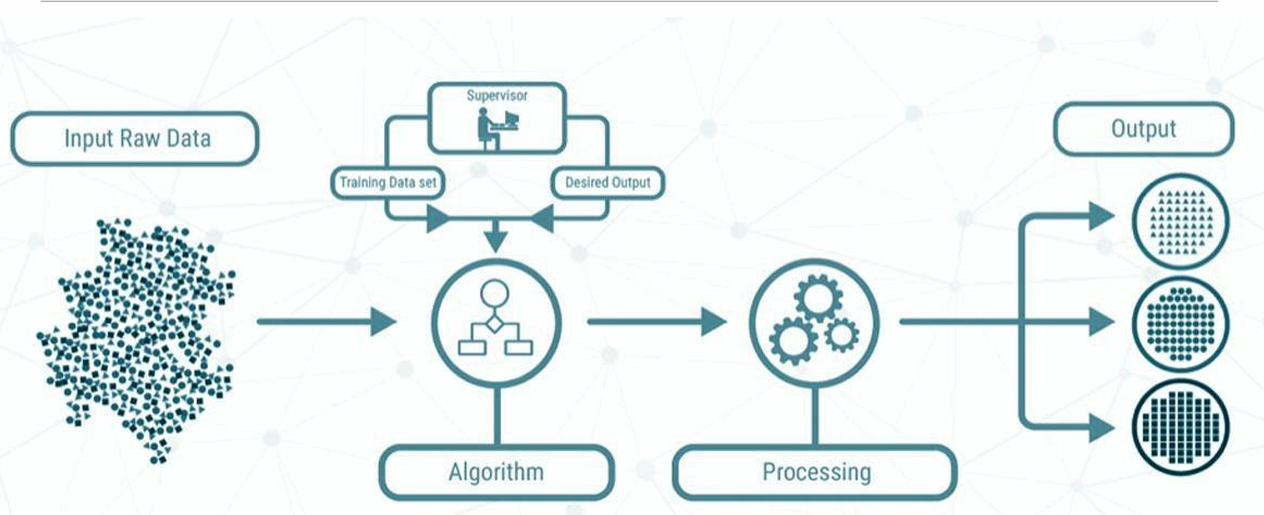 Input Raw Data
Supervisor
Training Data set
Desired Output
Algorithm
Processing
Output